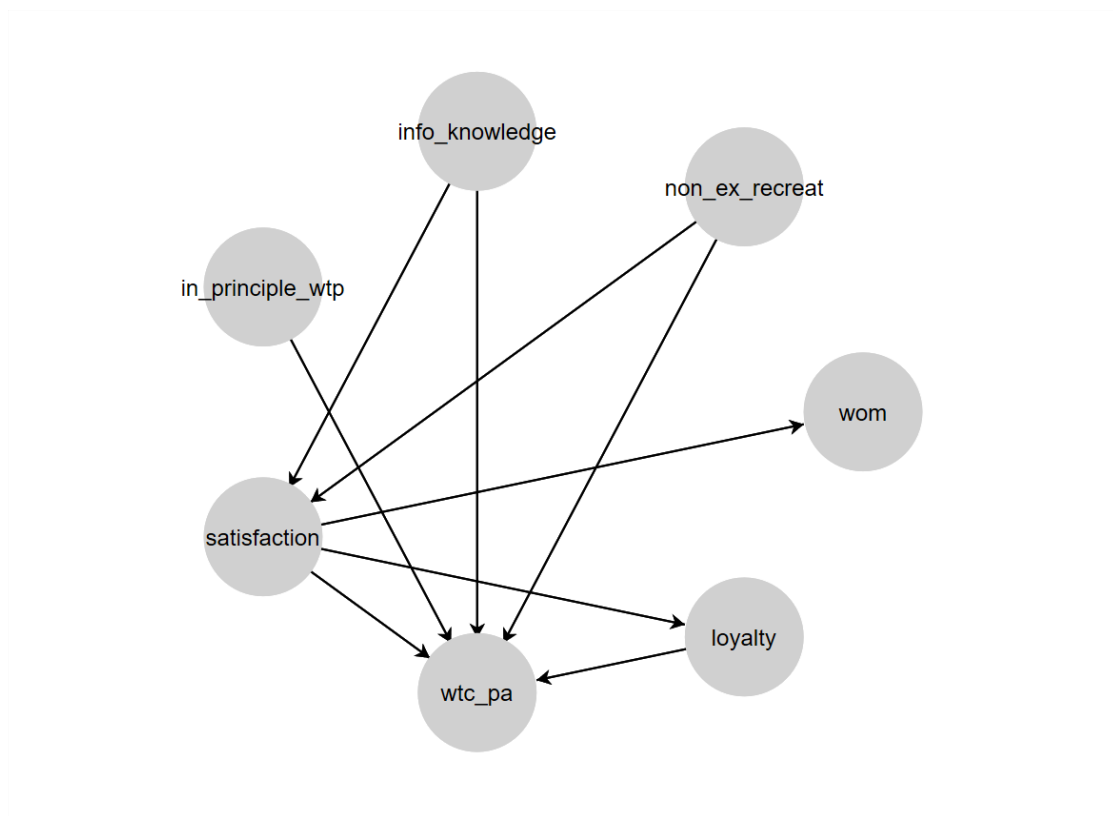 info_knowledge
non_ex_recreat
in_principle_wtp
wom
satisfaction
loyalty
wtc_pa